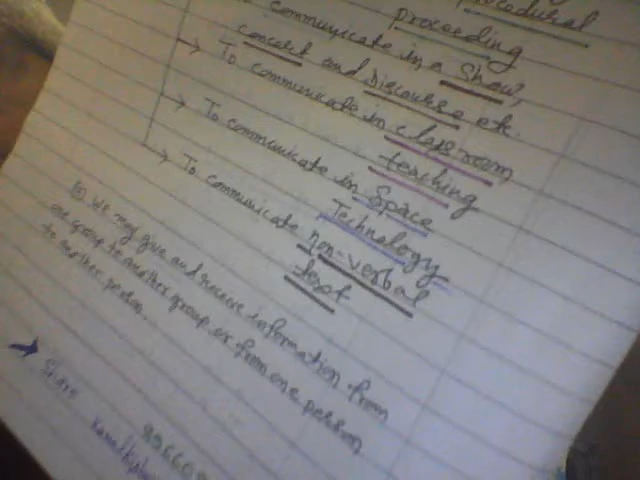 procedural
proceeding
communicate in a Show,
concert and Discourse etc.
→ To communicate in classroom
teaching
→ To communicate in Space
Technology
→ To communicate non-verbal
text
We may give and receive information from
one group to another group or from one person
to another person.
→ Share